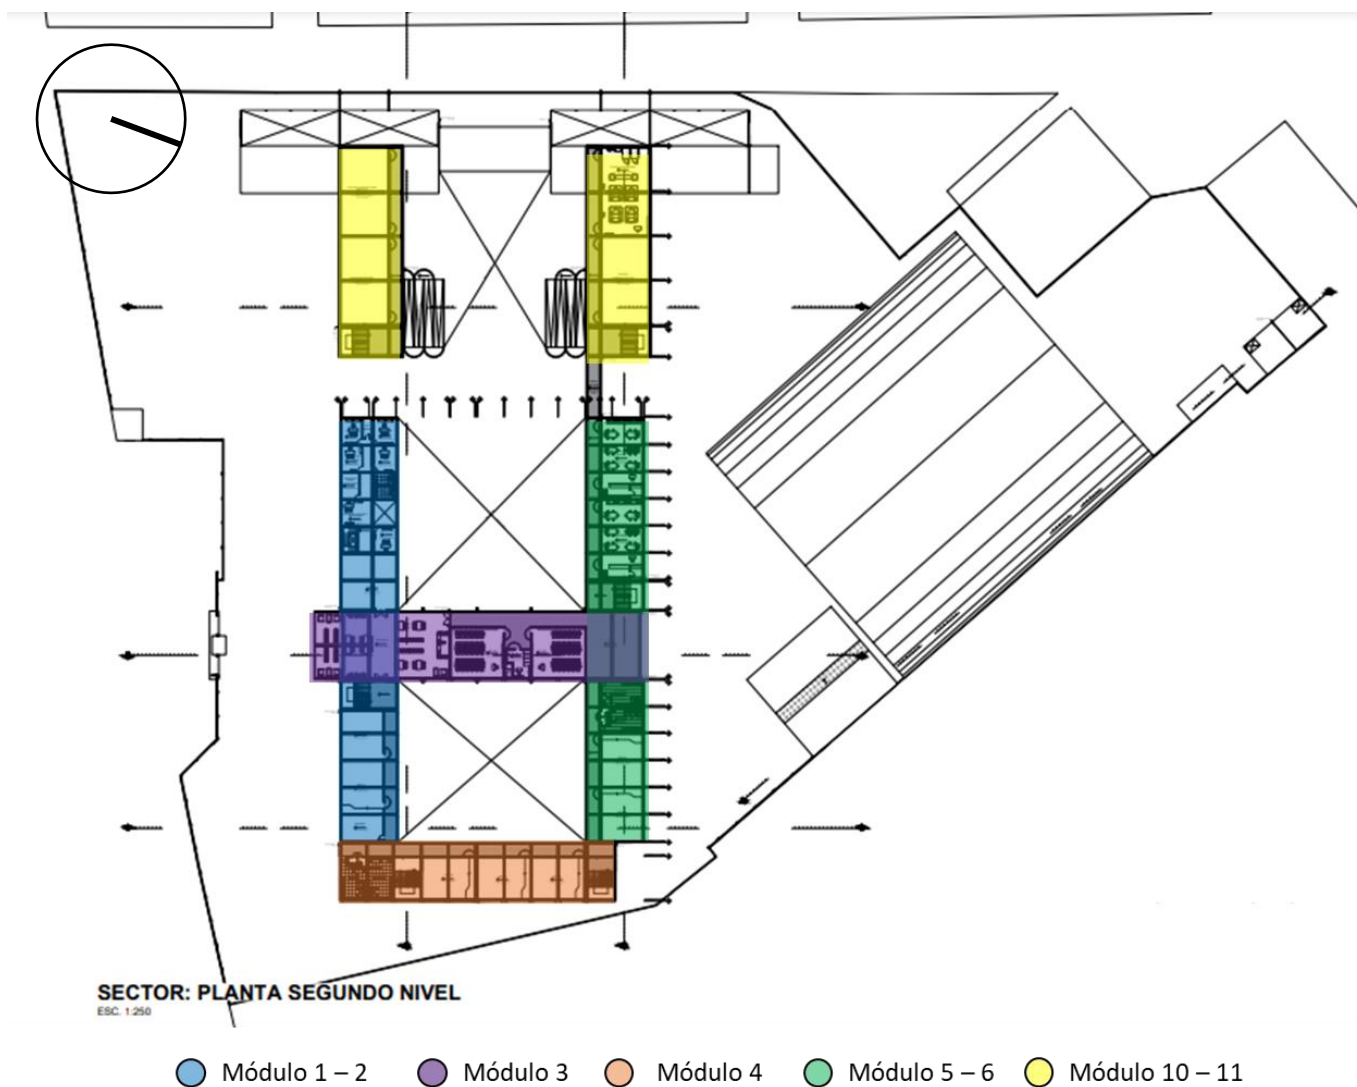 SECTOR: PLANTA SEGUNDO NIVEL
ESC. 1:250
Módulo 1 – 2
Módulo 3
Módulo 4
Módulo 5 – 6
Módulo 10 – 11